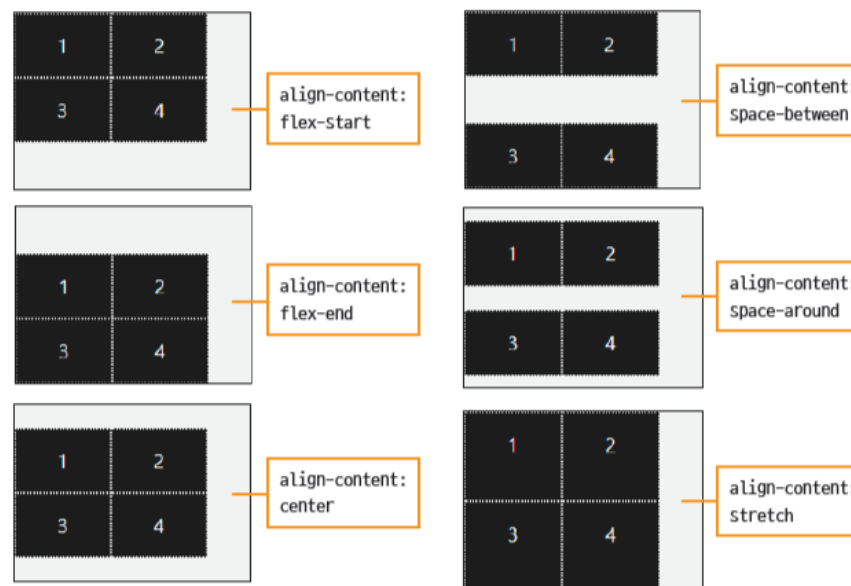 1 2
3 4
align-content:
flex-start
1 2
3 4
align-content:
space-between
1 2
3 4
align-content:
flex-end
1 2
3 4
align-content:
space-around
1 2
3 4
align-content:
center
1 2
3 4
align-content:
stretch